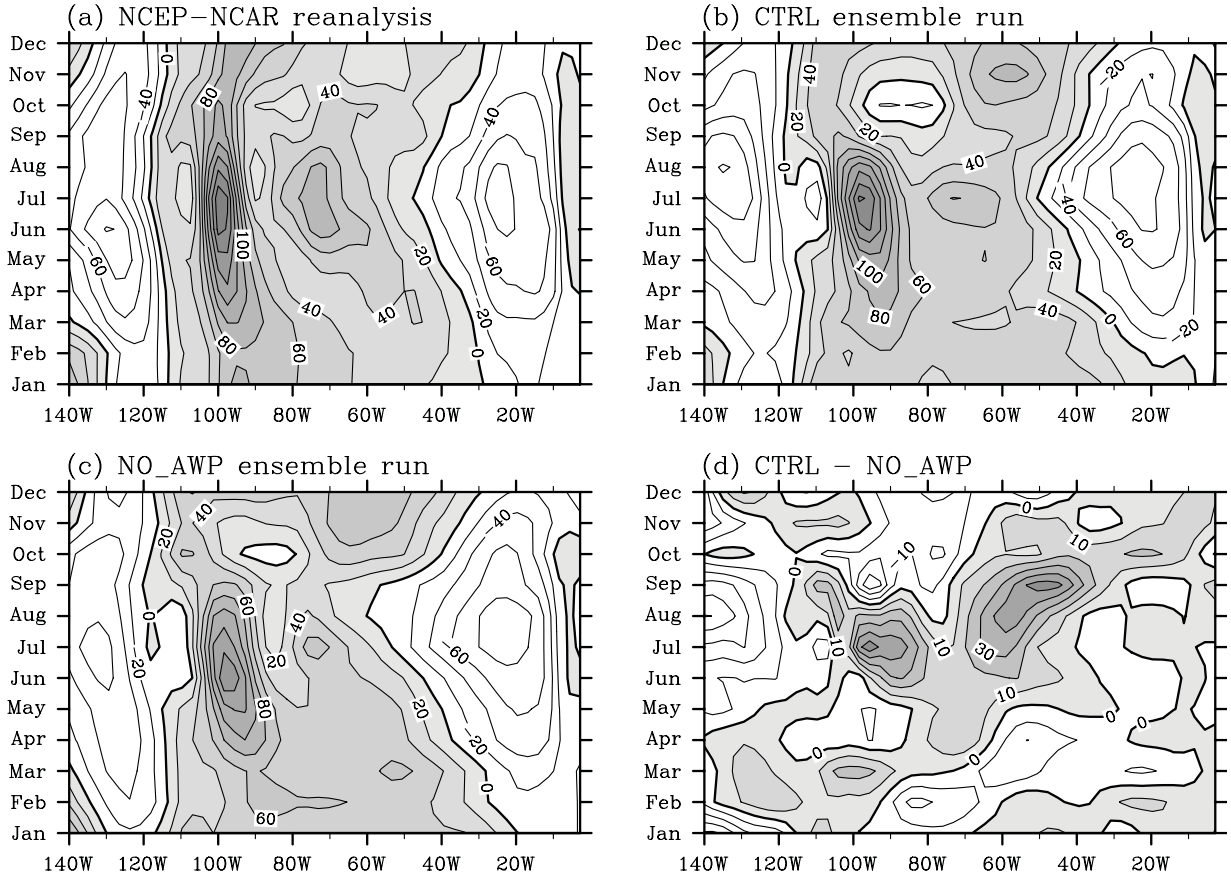 (a) NCEP−NCAR reanalysis
Dec
Nov
Oct
Sep
Aug
Jul
Jun
May
Apr
Mar
Feb
Jan
140W 120W 100W 80W 60W 40W 20W
0
−40
80
40
−40
−60
100
20
−60
40
40
−20
80
60
0
(b) CTRL ensemble run
Dec
Nov
Oct
Sep
Aug
Jul
Jun
May
Apr
Mar
Feb
Jan
140W 120W 100W 80W 60W 40W 20W
40
−20
20
20
0
40
−40
60
20
100
60
80
40
0
−20
(c) NO_AWP ensemble run
Dec
Nov
Oct
Sep
Aug
Jul
Jun
May
Apr
Mar
Feb
Jan
140W 120W 100W 80W 60W 40W 20W
40
20
−40
0
60
40
−20
20
−60
80
20
−20
0
60
(d) CTRL − NO_AWP
Dec
Nov
Oct
Sep
Aug
Jul
Jun
May
Apr
Mar
Feb
Jan
140W 120W 100W 80W 60W 40W 20W
0
10
−10
0
10
10
30
10
0
0
0
0